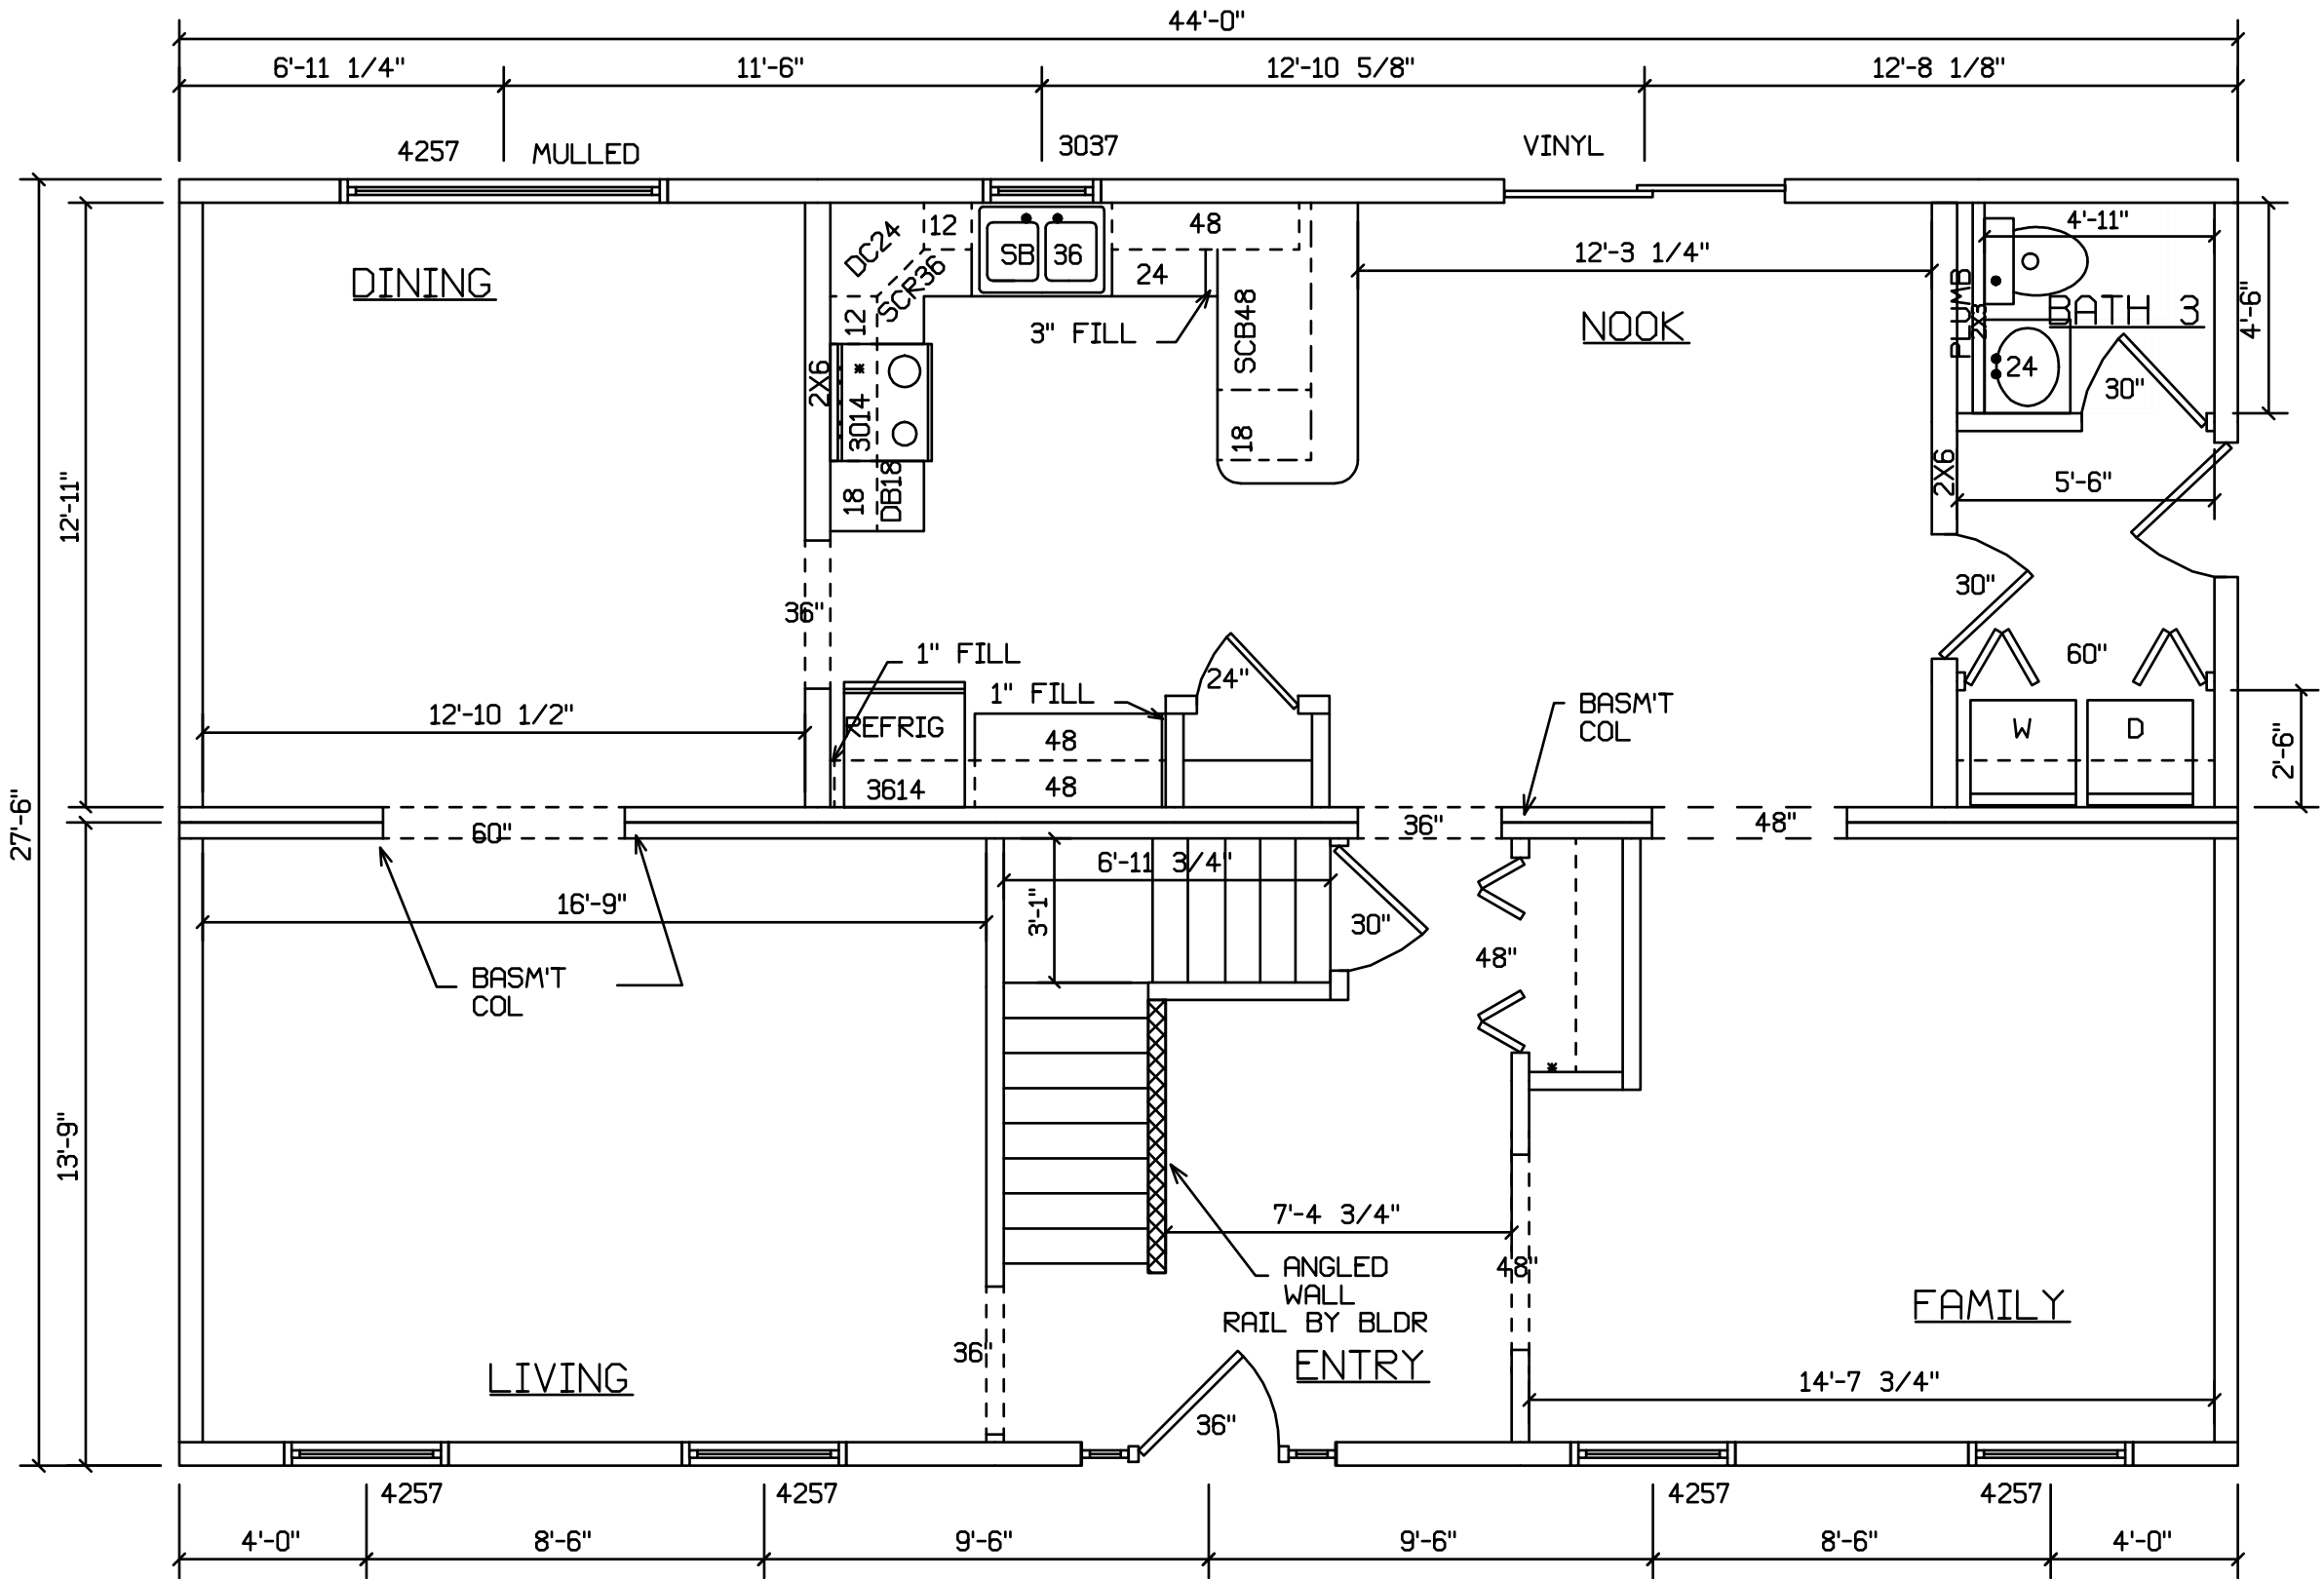 44'-0"
6'-11 1/4"
11'-6"
12'-10 5/8"
12'-8 1/8"
4257
MULLED
3037
VINYL
DINING
DC24
12
SB
36
48
24
SCR36
12
3" FILL
SCB48
18
12'-3 1/4"
NOOK
4'-11"
PLUMB
2X3
BATH 3
4'-6"
24
30"
2X6
3014
18
DB18
2X6
5'-6"
12'-11"
36"
30"
60"
1" FILL
1" FILL
24"
BASM'T
COL
12'-10 1/2"
REFRIG
48
48
3614
W
D
2'-6"
27'-6"
60"
36"
48"
6'-11 3/4"
16'-9"
3'-1"
30"
48"
BASM'T
COL
13'-9"
7'-4 3/4"
48"
ANGLED
WALL
RAIL BY BLDR
FAMILY
36"
ENTRY
LIVING
14'-7 3/4"
36"
4257
4257
4257
4257
4'-0"
8'-6"
9'-6"
9'-6"
8'-6"
4'-0"